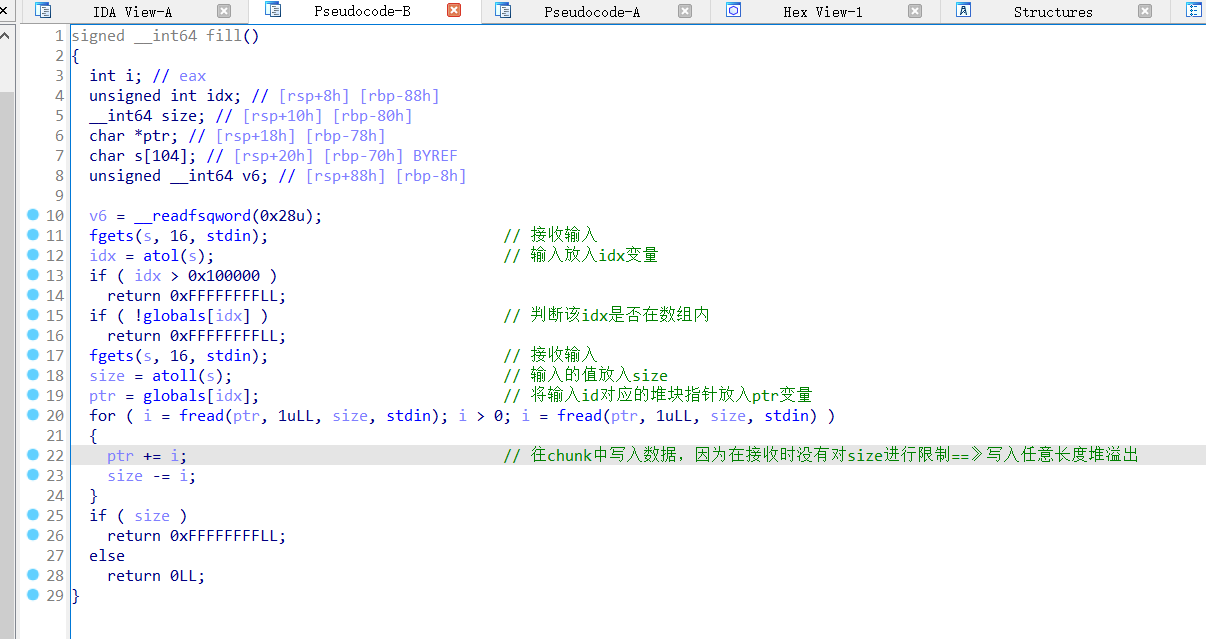 IDA View-A Pseudocode-B Pseudocode-A Hex View-1 Structures
1 signed __int64 fill()
2 {
3 int i; // eax
4 unsigned int idx; // [rsp+8h] [rbp-88h]
5 __int64 size; // [rsp+10h] [rbp-80h]
6 char *ptr; // [rsp+18h] [rbp-78h]
7 char s[104]; // [rsp+20h] [rbp-70h] BYREF
8 unsigned __int64 v6; // [rsp+88h] [rbp-8h]
9
10 v6 = __readfsqword(0x28u);
11 fgets(s, 16, stdin); // 接收输入
12 idx = atol(s); // 输入放入idx变量
13 if ( idx > 0x100000 )
14 return 0xFFFFFFFFLL;
15 if ( !globals[idx] ) // 判断该idx是否在数组内
16 return 0xFFFFFFFFLL;
17 fgets(s, 16, stdin); // 接收输入
18 size = atoll(s); // 输入的值放入size
19 ptr = globals[idx]; // 将输入id对应的堆块指针放入ptr变量
20 for ( i = fread(ptr, 1uLL, size, stdin); i > 0; i = fread(ptr, 1uLL, size, stdin) )
21 {
22 ptr += i; // 往chunk中写入数据，因为在接收时没有对size进行限制==》写入任意长度堆溢出
23 size -= i;
24 }
25 if ( size )
26 return 0xFFFFFFFFLL;
27 else
28 return 0LL;
29 }